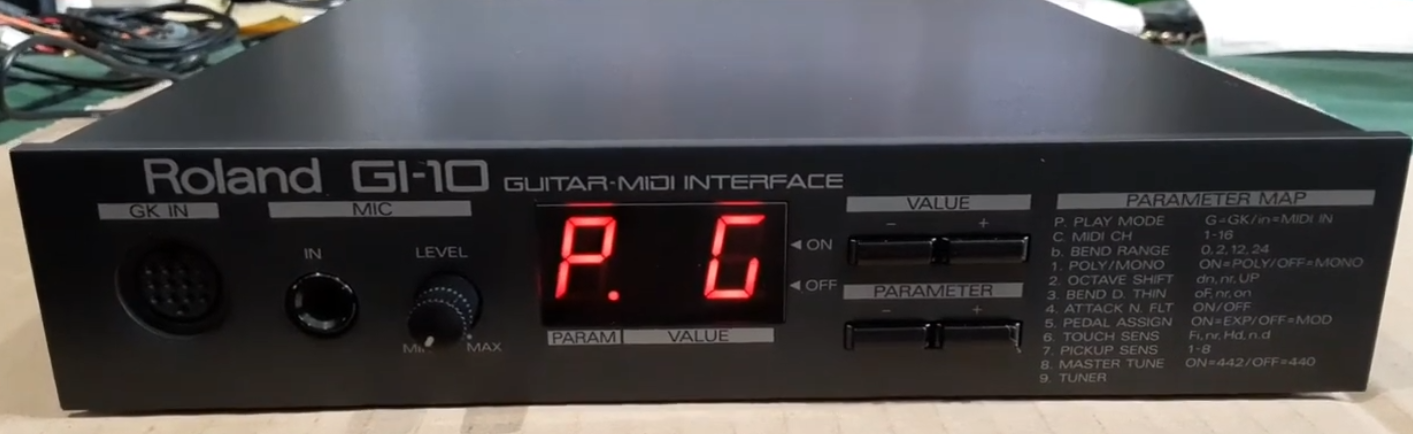 Roland GI-10 GUITAR-MIDI INTERFACE
GK IN
MIC
IN
LEVEL
MIN MAX
P. G
PARAM VALUE
◄ ON
◄ OFF
VALUE
- +
PARAMETER
- +
PARAMETER MAP
P. PLAY MODE G=GK/in=MIDI IN
C. MIDI CH 1-16
b. BEND RANGE 0, 2, 12, 24
1. POLY/MONO ON=POLY/OFF=MONO
2. OCTAVE SHIFT dn, nr, UP
3. BEND D. THIN oF, nr, on
4. ATTACK N. FLT ON/OFF
5. PEDAL ASSIGN ON=EXP/OFF=MOD
6. TOUCH SENS Fi, nr, Hd, n.d
7. PICKUP SENS 1-8
8. MASTER TUNE ON=442/OFF=440
9. TUNER